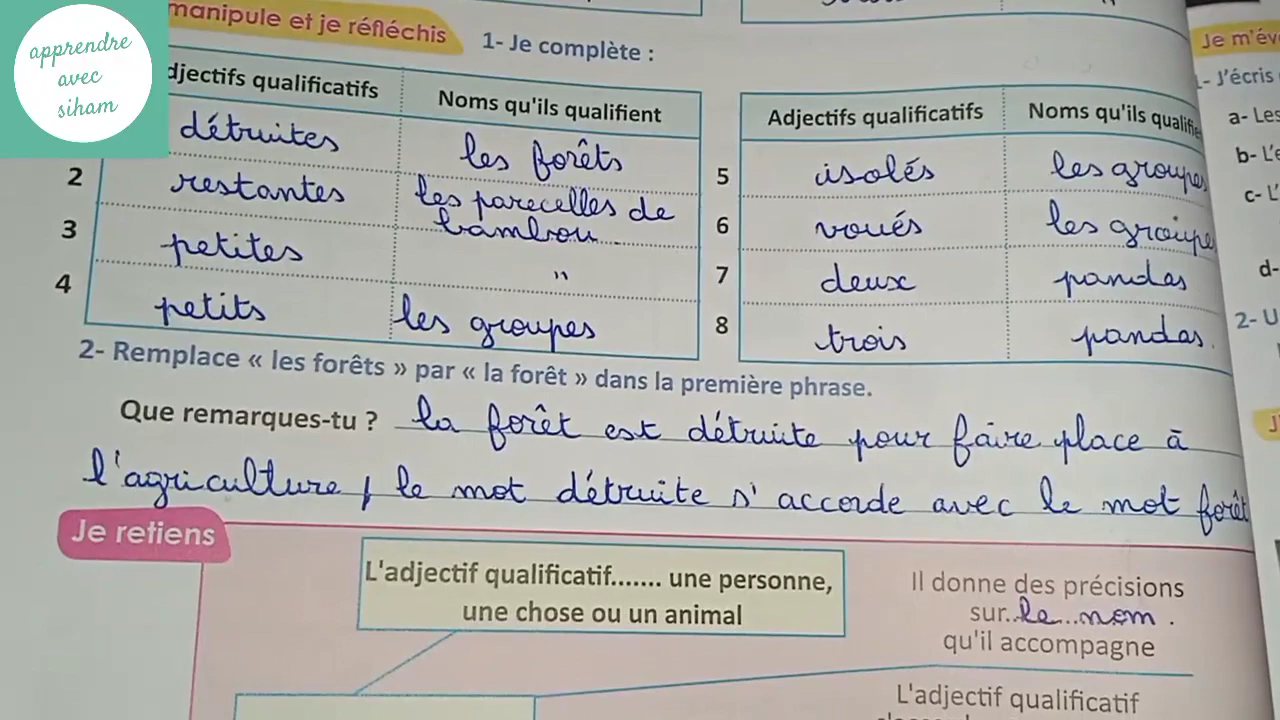 apprendre
avec
siham
manipule et je réfléchis
1- Je complète :
djectifs qualificatifs
Noms qu'ils qualifient
détruites
les forêts
2
restantes
les parecelles de
bambou
3
petites
"
4
petits
les groupes
Adjectifs qualificatifs
Noms qu'ils qualifie
5
isolés
les groupes
6
voués
les groupe
7
deux
pandas
8
trois
pandas.
2- Remplace « les forêts » par « la forêt » dans la première phrase.
Que remarques-tu ? la forêt est détruite pour faire place à
l'agriculture, le mot détruite s'accorde avec le mot forêt
Je retiens
L'adjectif qualificatif....... une personne,
une chose ou un animal
Il donne des précisions
sur..le...nom.
qu'il accompagne
L'adjectif qualificatif
Je m'év
- J'écris
a- Les
b- L'e
c- L'
d-
2- U